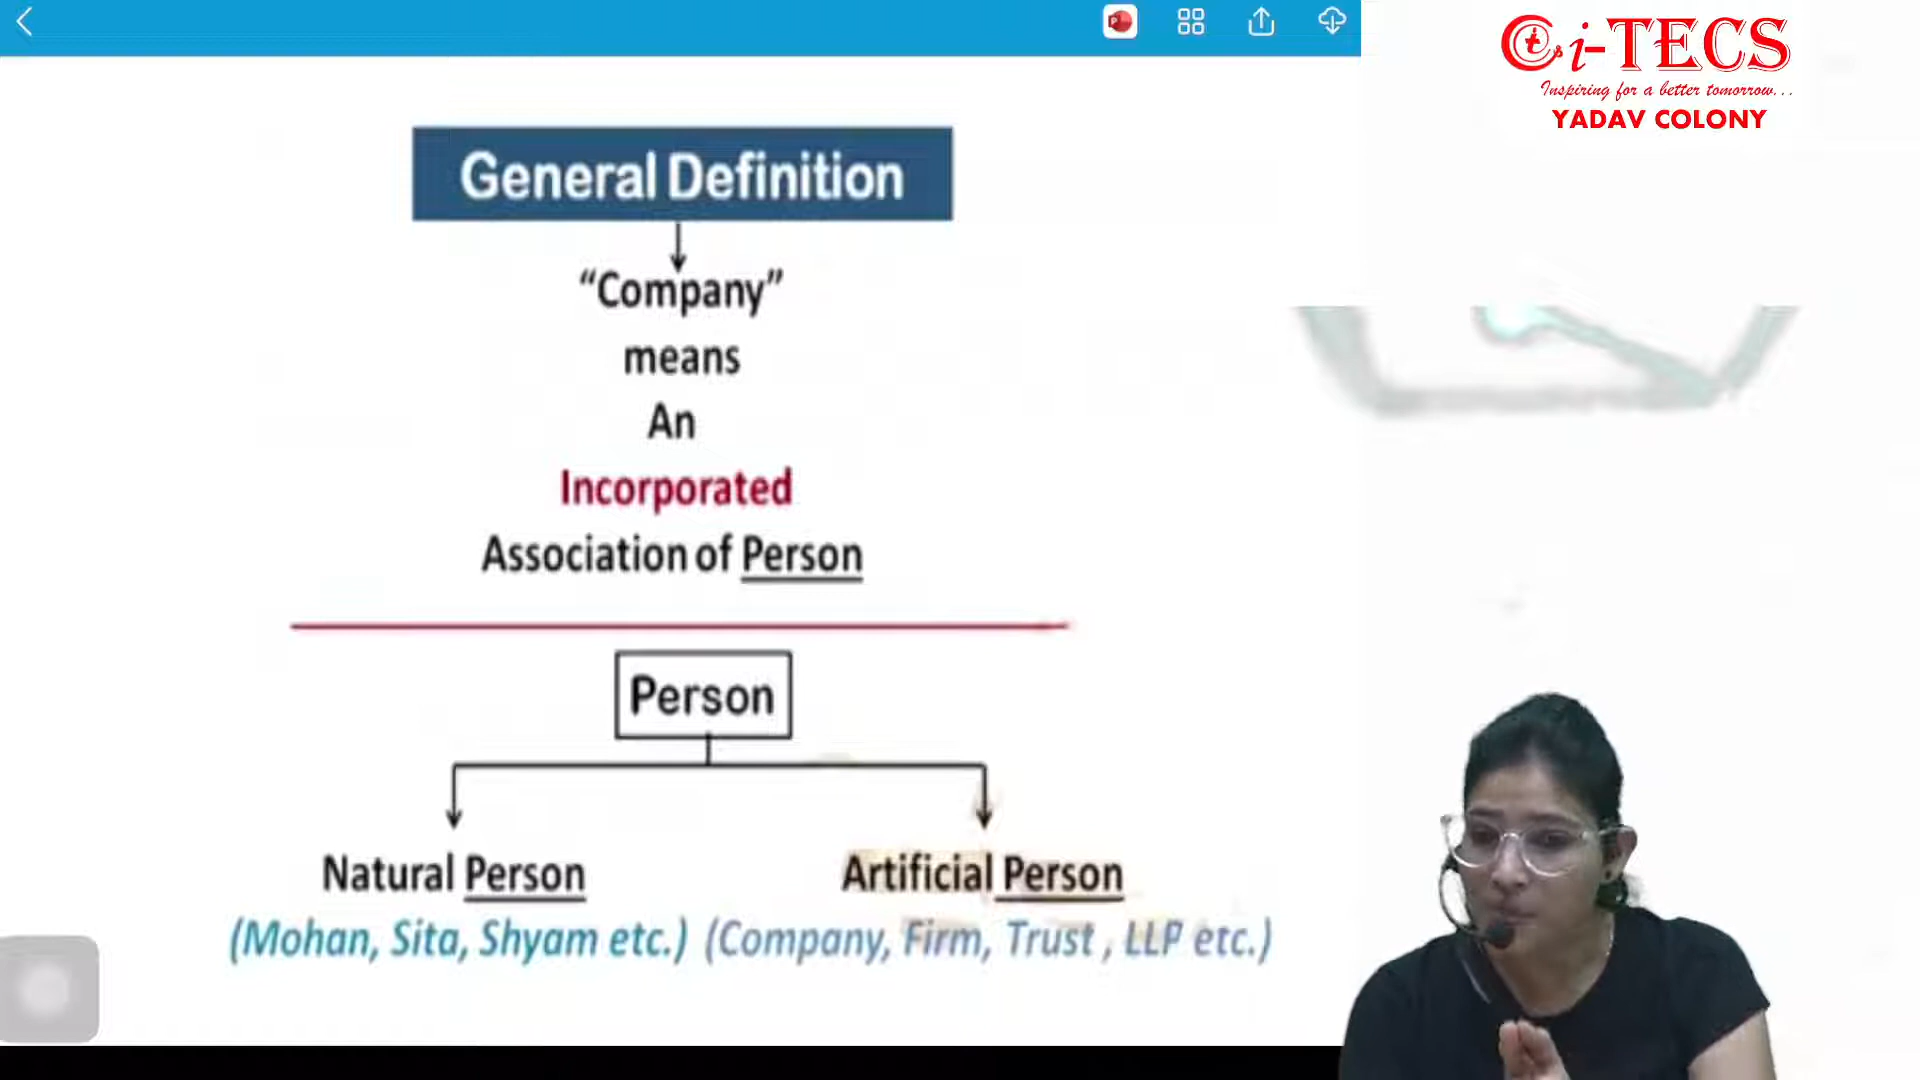 i-TECS
Inspiring for a better tomorrow...
YADAV COLONY
General Definition
“Company”
means
An
Incorporated
Association of Person
Person
Natural Person
Artificial Person
(Mohan, Sita, Shyam etc.)
(Company, Firm, Trust , LLP etc.)